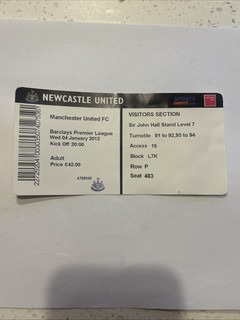 NEWCASTLE UNITED
Manchester United FC
Barclays Premier League
Wed 04 January 2012
Kick Off 20:00
Adult
Price £42.00
VISITORS SECTION
Sir John Hall Stand Level 7
Turnstile 91 to 92,93 to 94
Access 16
Block L7K
Row P
Seat 483